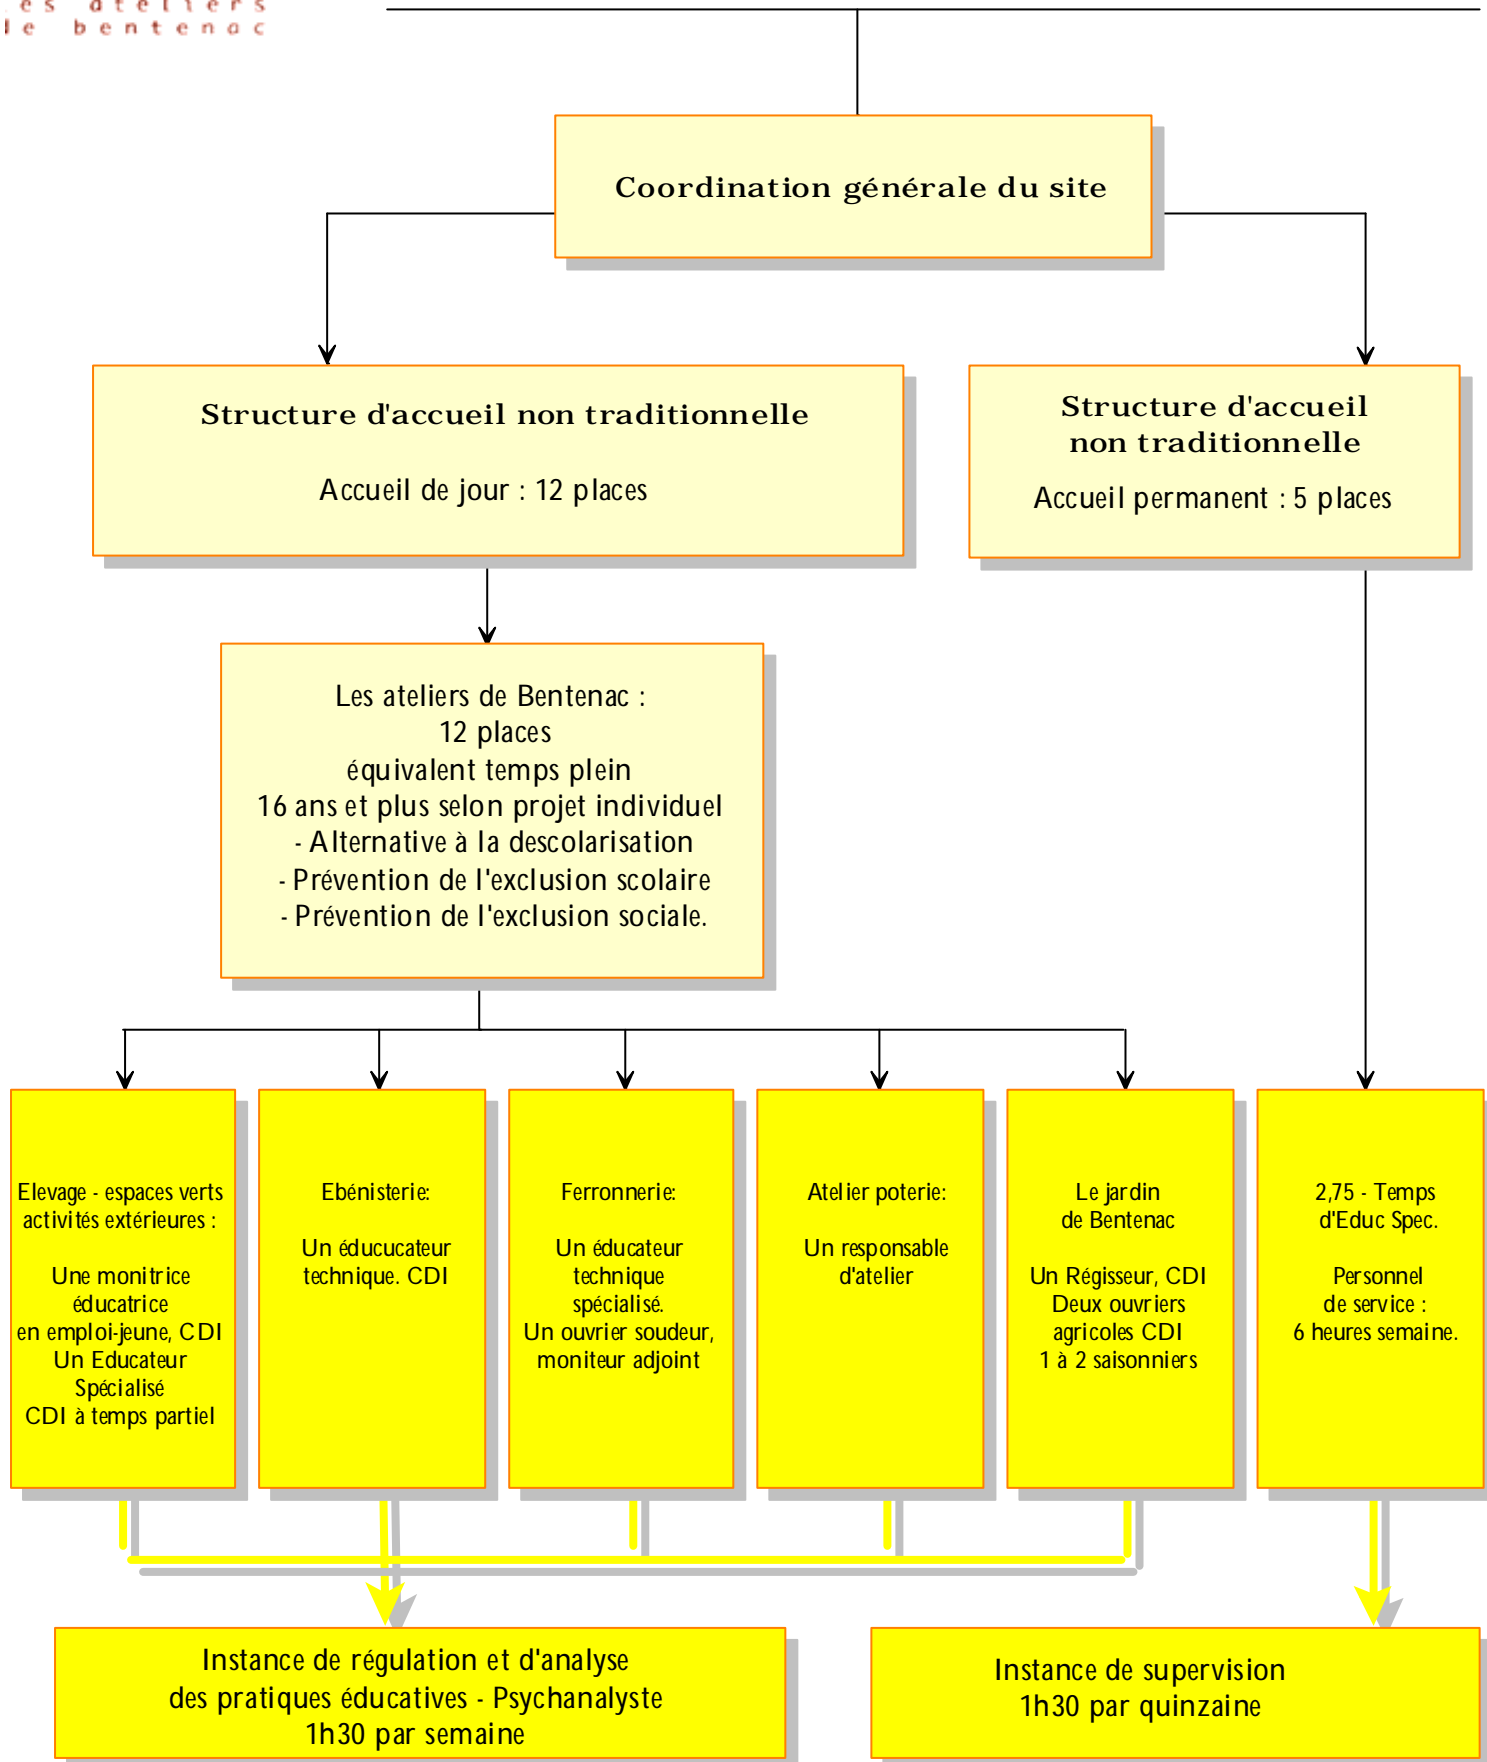 es ateliers
de bentenac
Coordination générale du site
Structure d'accueil non traditionnelle
Accueil de jour : 12 places
Structure d'accueil
non traditionnelle
Accueil permanent : 5 places
Les ateliers de Bentenac :
12 places
équivalent temps plein
16 ans et plus selon projet individuel
- Alternative à la descolarisation
- Prévention de l'exclusion scolaire
- Prévention de l'exclusion sociale.
Elevage - espaces verts
activités extérieures :
Une monitrice
éducatrice
en emploi-jeune, CDI
Un Educateur
Spécialisé
CDI à temps partiel
Ebénisterie:
Un éducucateur
technique. CDI
Ferronnerie:
Un éducateur
technique
spécialisé.
Un ouvrier soudeur,
moniteur adjoint
Atelier poterie:
Un responsable
d'atelier
Le jardin
de Bentenac
Un Régisseur, CDI
Deux ouvriers
agricoles CDI
1 à 2 saisonniers
2,75 - Temps
d'Educ Spec.
Personnel
de service :
6 heures semaine.
Instance de régulation et d'analyse
des pratiques éducatives - Psychanalyste
1h30 par semaine
Instance de supervision
1h30 par quinzaine